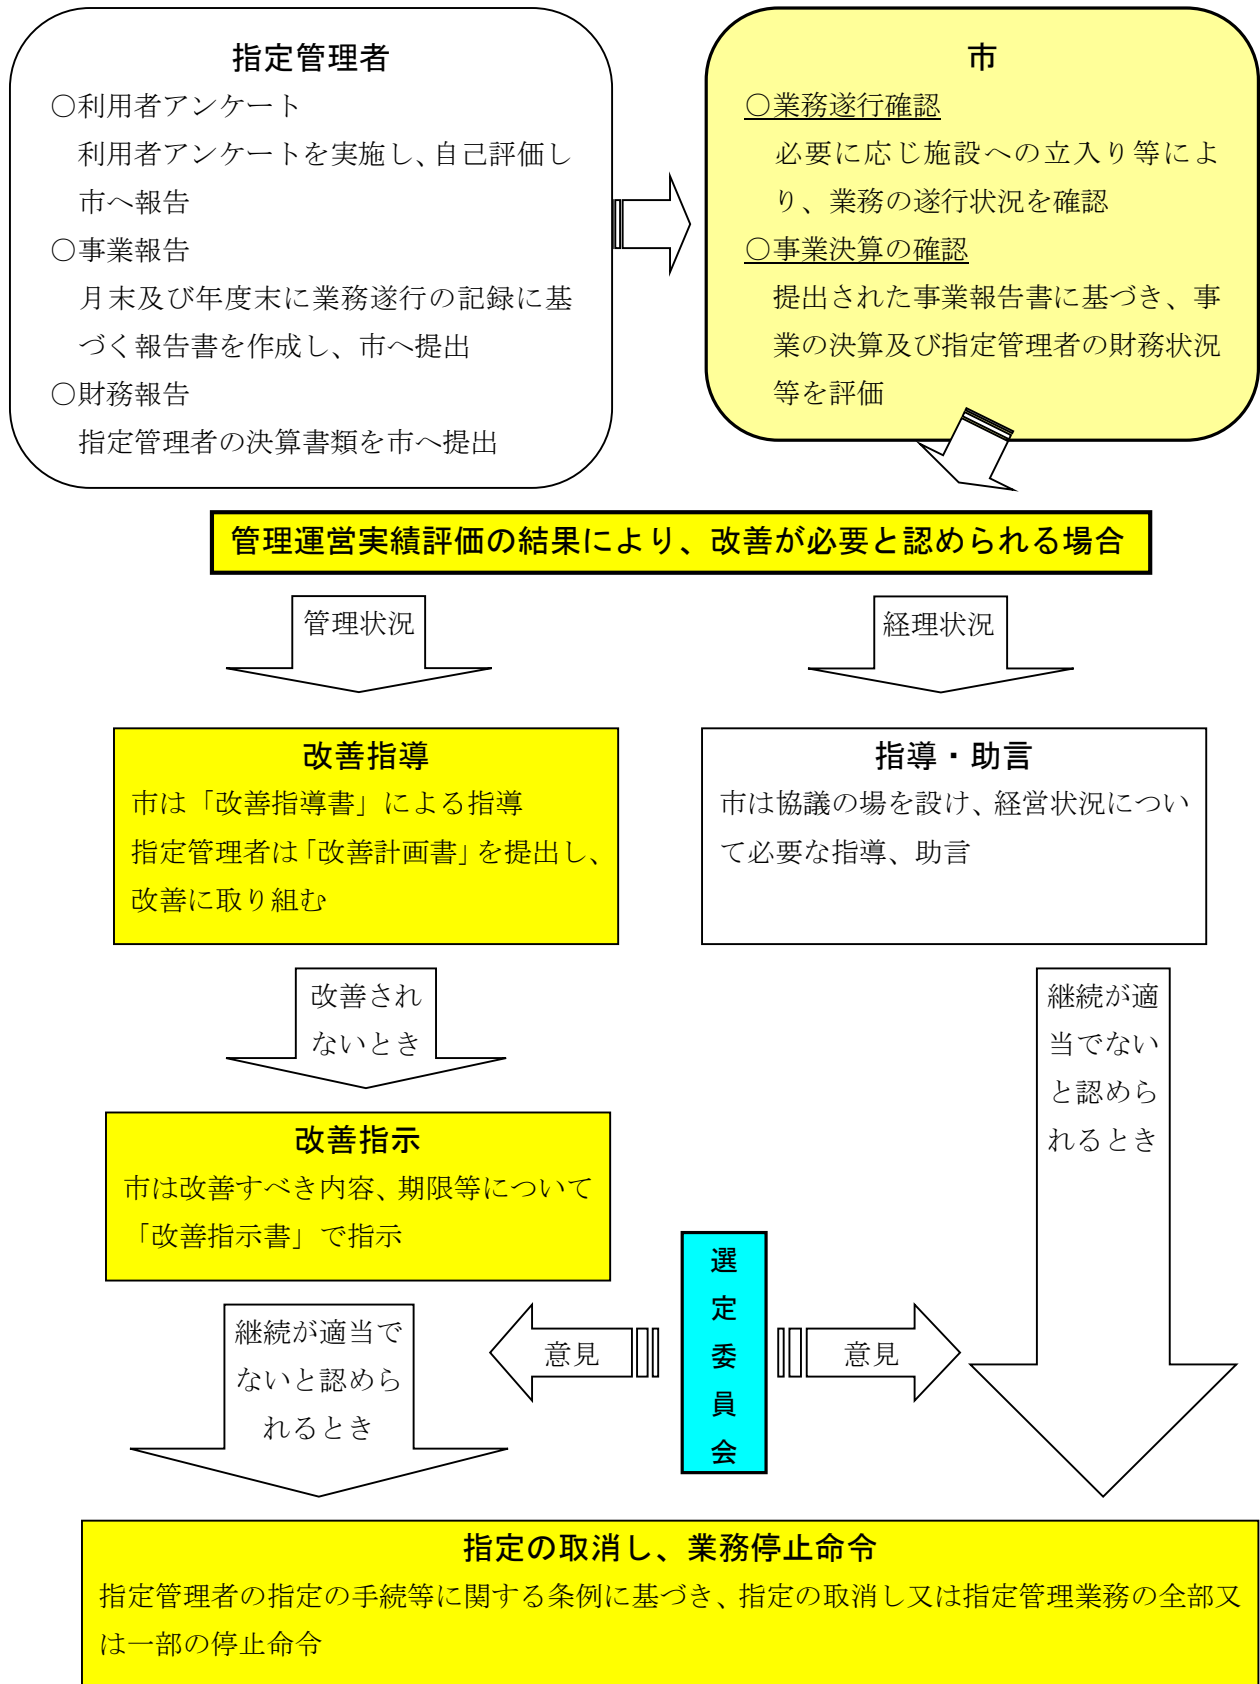 指定管理者
○利用者アンケート
利用者アンケートを実施し、自己評価し
市へ報告
○事業報告
月末及び年度末に業務遂行の記録に基
づく報告書を作成し、市へ提出
○財務報告
指定管理者の決算書類を市へ提出
市
○業務遂行確認
必要に応じ施設への立入り等によ
り、業務の遂行状況を確認
○事業決算の確認
提出された事業報告書に基づき、事
業の決算及び指定管理者の財務状況
等を評価
管理運営実績評価の結果により、改善が必要と認められる場合
管理状況
経理状況
改善指導
市は「改善指導書」による指導
指定管理者は「改善計画書」を提出し、
改善に取り組む
指導・助言
市は協議の場を設け、経営状況につい
て必要な指導、助言
改善され
ないとき
継続が適
当でない
と認めら
れるとき
改善指示
市は改善すべき内容、期限等について
「改善指示書」で指示
継続が適当で
ないと認めら
れるとき
意見
選定委員会
意見
指定の取消し、業務停止命令
指定管理者の指定の手続等に関する条例に基づき、指定の取消し又は指定管理業務の全部又
は一部の停止命令